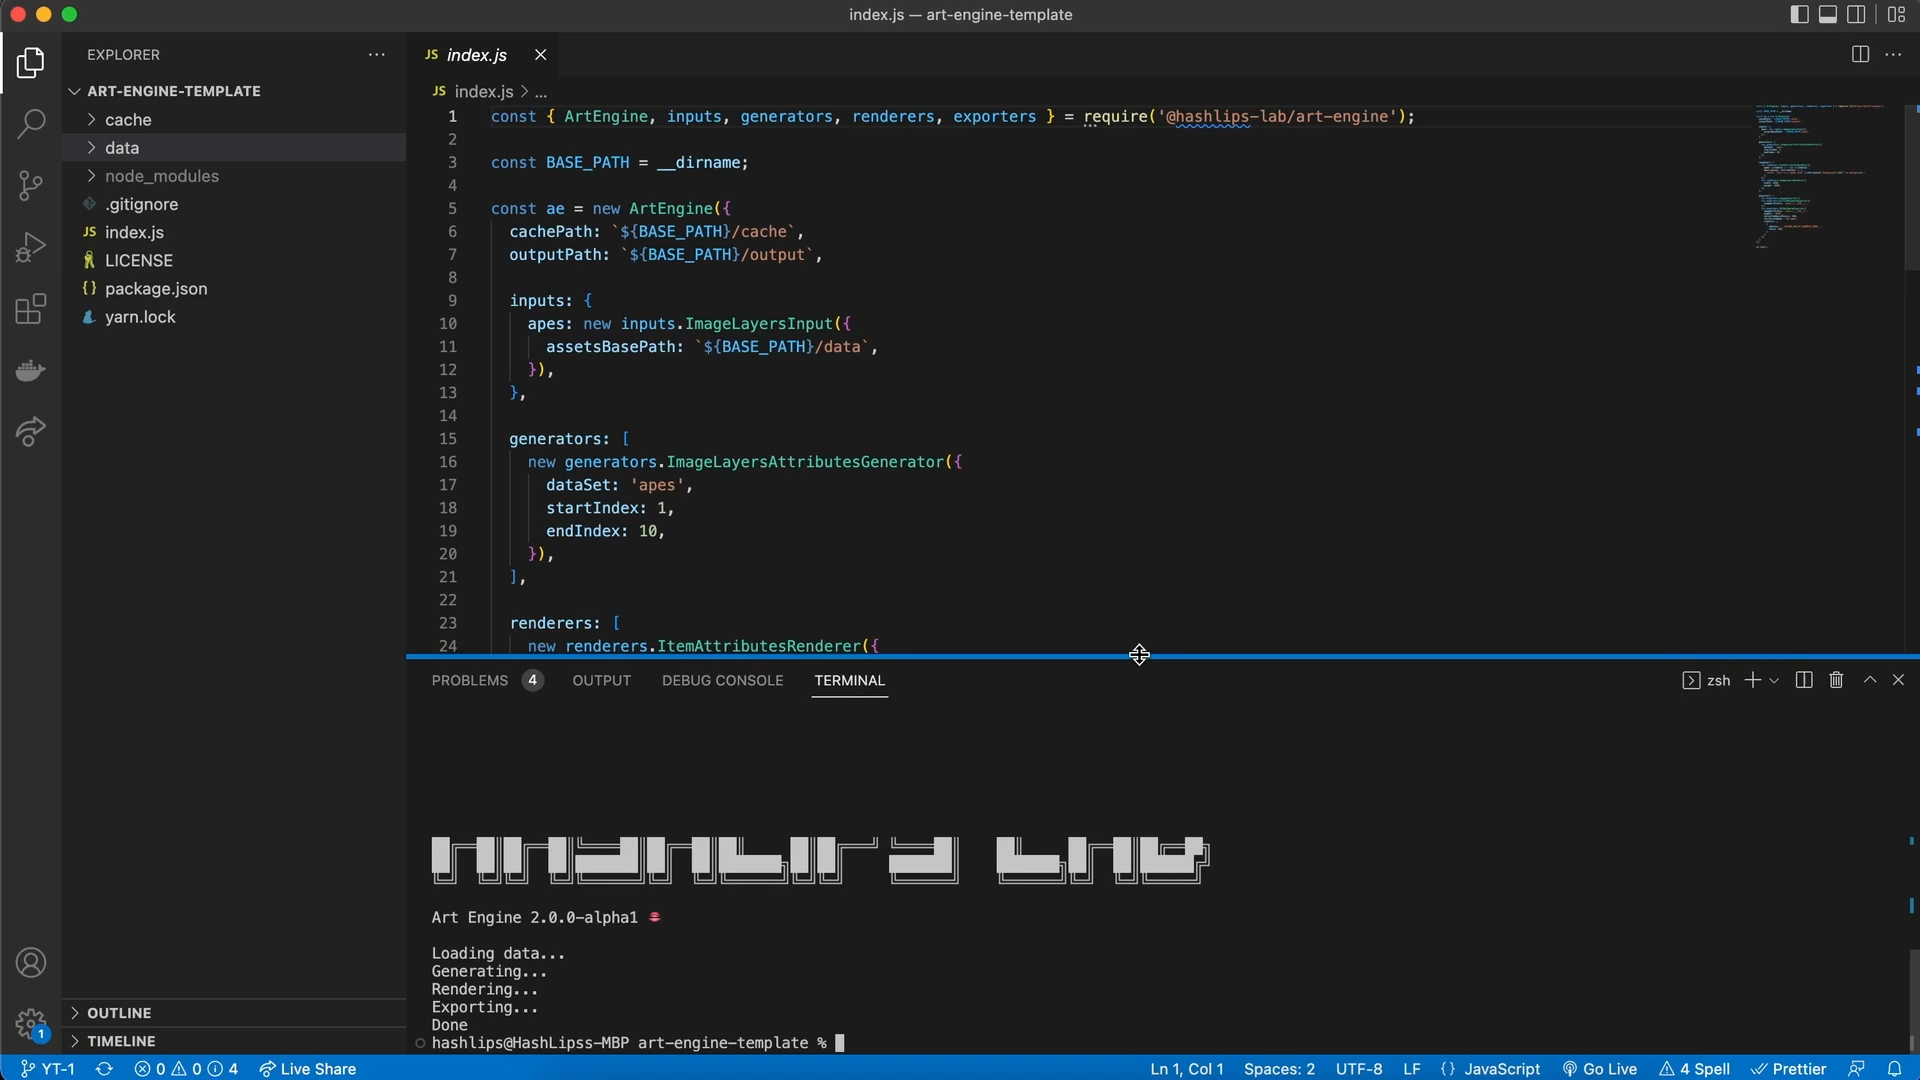 index.js — art-engine-template
EXPLORER
ART-ENGINE-TEMPLATE
cache
data
node_modules
.gitignore
JS index.js
LICENSE
{} package.json
yarn.lock
OUTLINE
TIMELINE
JS index.js
JS index.js > ...
1 const { ArtEngine, inputs, generators, renderers, exporters } = require('@hashlips-lab/art-engine');
2
3 const BASE_PATH = __dirname;
4
5 const ae = new ArtEngine({
6 cachePath: `${BASE_PATH}/cache`,
7 outputPath: `${BASE_PATH}/output`,
8
9 inputs: {
10 apes: new inputs.ImageLayersInput({
11 assetsBasePath: `${BASE_PATH}/data`,
12 }),
13 },
14
15 generators: [
16 new generators.ImageLayersAttributesGenerator({
17 dataSet: 'apes',
18 startIndex: 1,
19 endIndex: 10,
20 }),
21 ],
22
23 renderers: [
24 new renderers.ItemAttributesRenderer({
PROBLEMS 4 OUTPUT DEBUG CONSOLE TERMINAL
zsh
Art Engine 2.0.0-alpha1
Loading data...
Generating...
Rendering...
Exporting...
Done
hashlips@HashLipss-MBP art-engine-template %
1
YT-1 0 0 4 Live Share Ln 1, Col 1 Spaces: 2 UTF-8 LF {} JavaScript Go Live 4 Spell Prettier